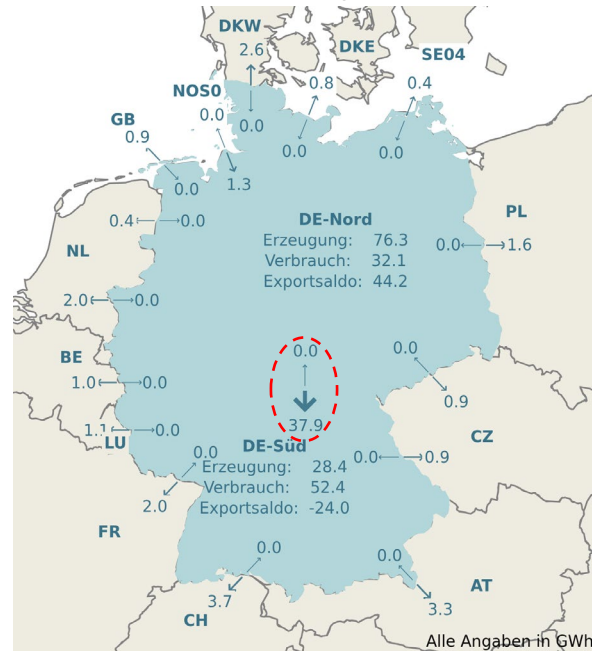 DKW
2.6
DKE
SE04
NOS0
0.8
0.4
GB
0.0
0.9
0.0
0.0
0.0
0.0
1.3
0.4
0.0
DE-Nord
PL
Erzeugung: 76.3
0.0
1.6
NL
Verbrauch: 32.1
Exportsaldo: 44.2
2.0
0.0
BE
0.0
0.0
1.0
0.0
0.9
37.9
CZ
1.1
0.0
LU
DE-Süd
0.0
0.0
0.9
Erzeugung: 28.4
Verbrauch: 52.4
2.0
Exportsaldo: -24.0
FR
0.0
0.0
AT
3.7
3.3
CH
Alle Angaben in GWh